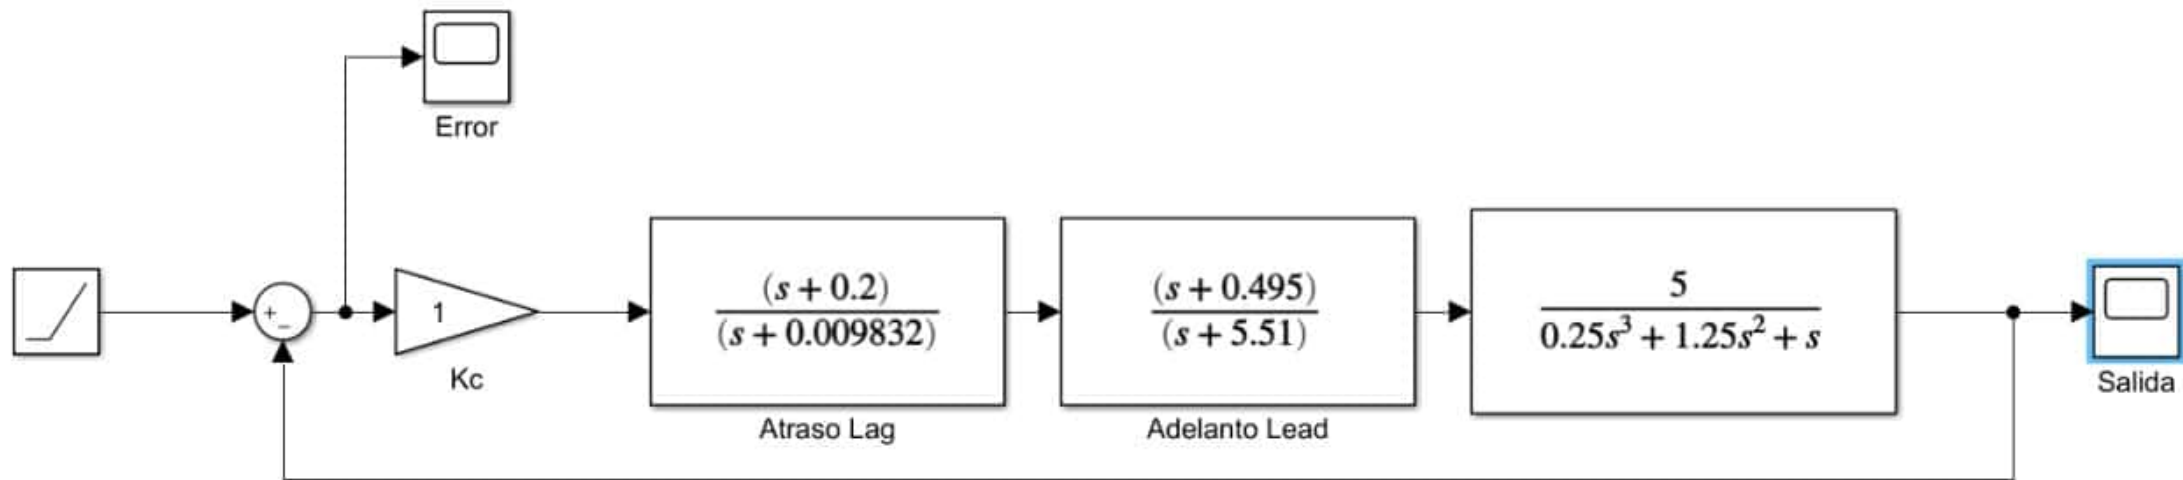 Error
+
−
1
Kc
(s + 0.2)
(s + 0.009832)
Atraso Lag
(s + 0.495)
(s + 5.51)
Adelanto Lead
5
0.25s³ + 1.25s² + s
Salida